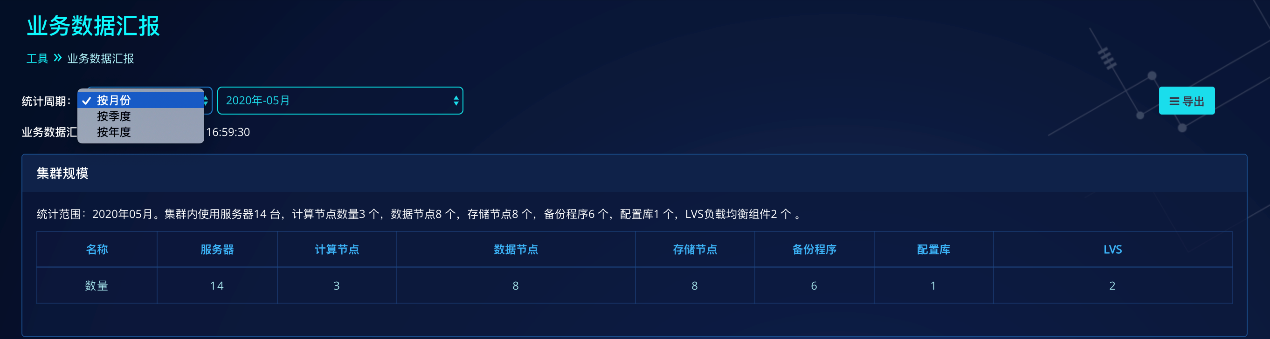 业务数据汇报
工具 » 业务数据汇报
统计周期： ✓ 按月份 2020年-05月 ☰ 导出
按季度
按年度
业务数据汇 16:59:30
集群规模
统计范围：2020年05月。集群内使用服务器14 台，计算节点数量3 个，数据节点8 个，存储节点8 个，备份程序6 个，配置库1 个，LVS负载均衡组件2 个 。
名称 服务器 计算节点 数据节点 存储节点 备份程序 配置库 LVS
数量 14 3 8 8 6 1 2